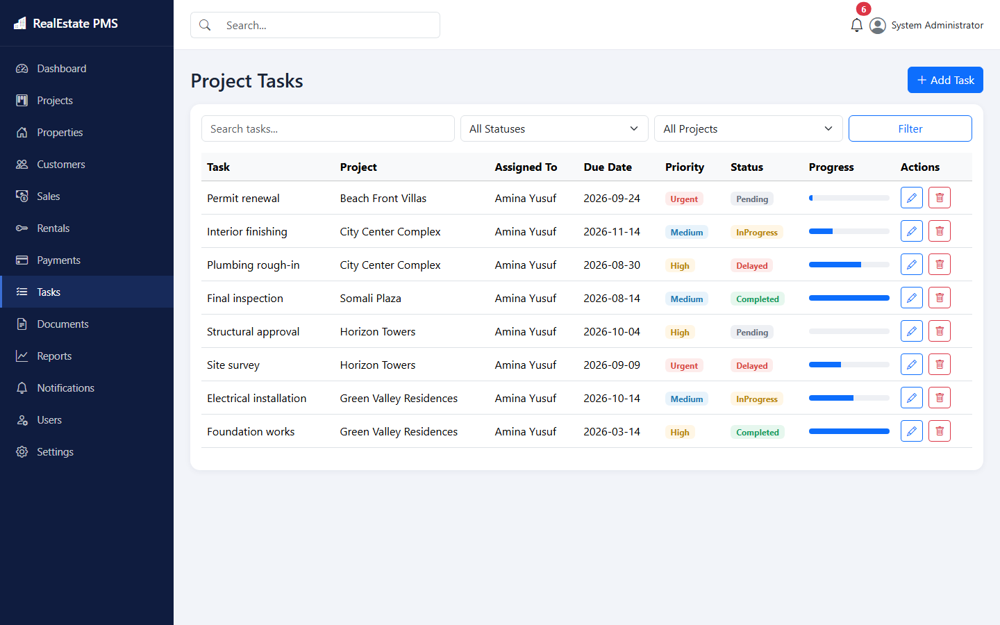 RealEstate PMS
Search...
6
System Administrator
Dashboard
Projects
Properties
Customers
Sales
Rentals
Payments
Tasks
Documents
Reports
Notifications
Users
Settings
Project Tasks
+ Add Task
Search tasks...
All Statuses
All Projects
Filter
Task Project Assigned To Due Date Priority Status Progress Actions
Permit renewal Beach Front Villas Amina Yusuf 2026-09-24 Urgent Pending
Interior finishing City Center Complex Amina Yusuf 2026-11-14 Medium InProgress
Plumbing rough-in City Center Complex Amina Yusuf 2026-08-30 High Delayed
Final inspection Somali Plaza Amina Yusuf 2026-08-14 Medium Completed
Structural approval Horizon Towers Amina Yusuf 2026-10-04 High Pending
Site survey Horizon Towers Amina Yusuf 2026-09-09 Urgent Delayed
Electrical installation Green Valley Residences Amina Yusuf 2026-10-14 Medium InProgress
Foundation works Green Valley Residences Amina Yusuf 2026-03-14 High Completed